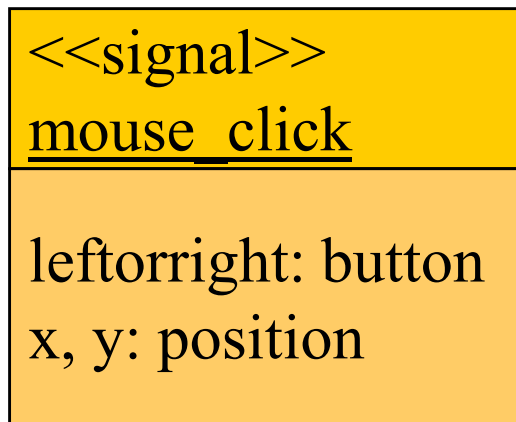 <<signal>>
mouse_click
leftorright: button
x, y: position